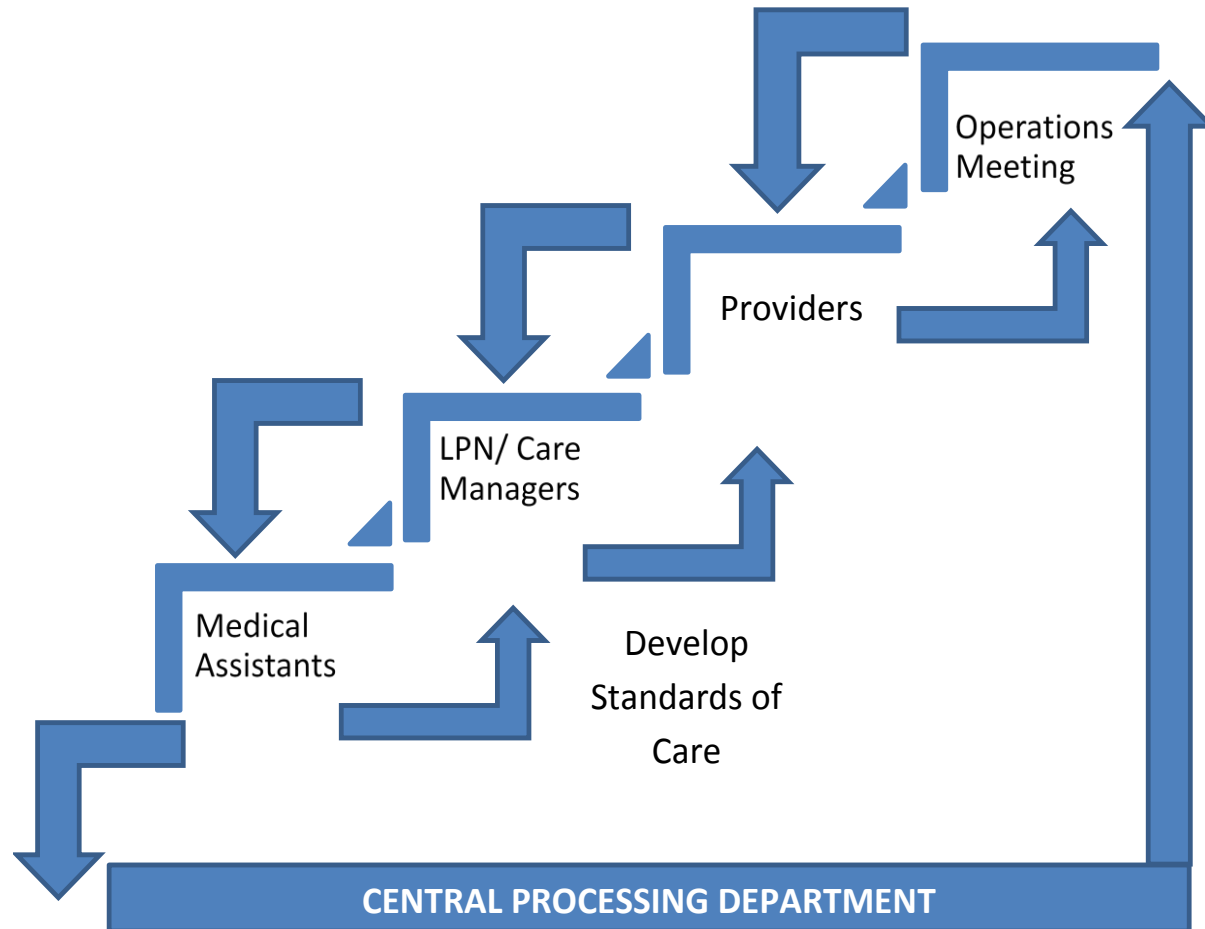 Operations
Meeting
Providers
LPN/ Care
Managers
Medical
Assistants
Develop
Standards of
Care
CENTRAL PROCESSING DEPARTMENT